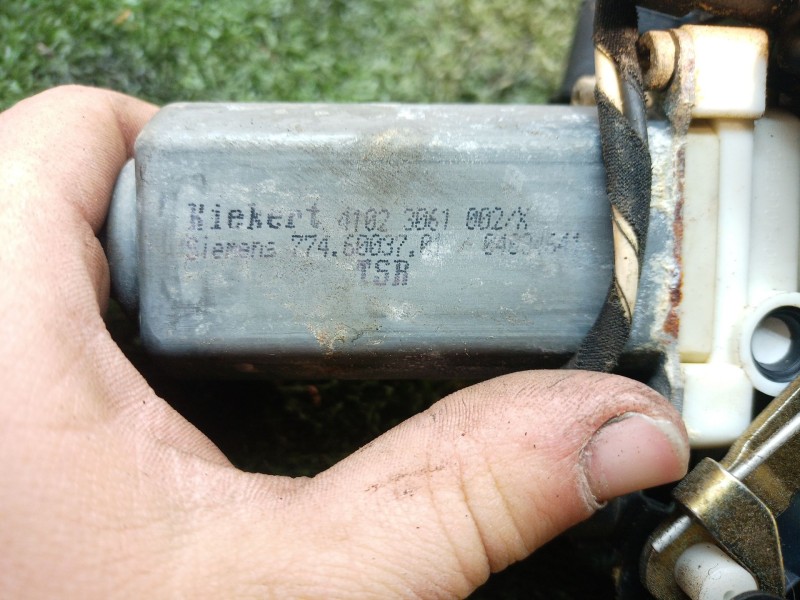 Kiekert 4102 3061 002/X
Siemens 774.60037.0
TSR